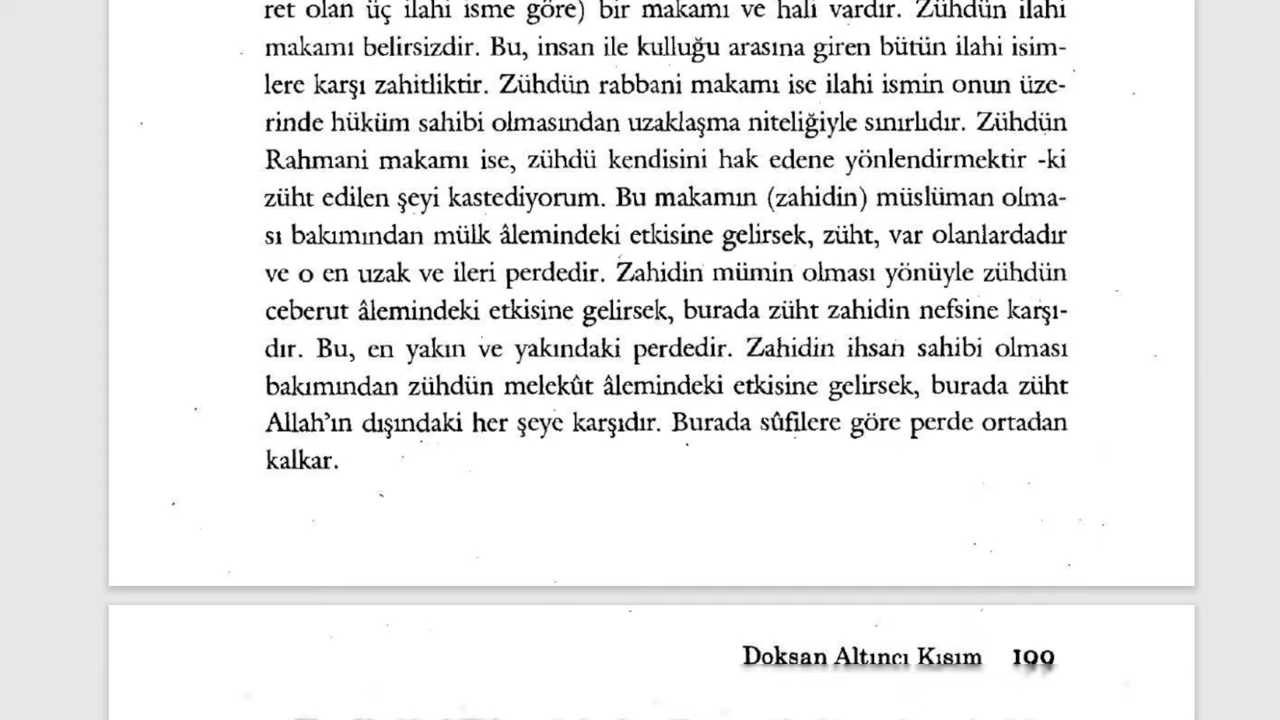 ret olan üç ilahi isme göre) bir makamı ve hali vardır. Zühdün ilahi
makamı belirsizdir. Bu, insan ile kulluğu arasına giren bütün ilahi isim-
lere karşı zahitliktir. Zühdün rabbani makamı ise ilahi ismin onun üze-
rinde hüküm sahibi olmasından uzaklaşma niteliğiyle sınırlıdır. Zühdün
Rahmani makamı ise, zühdü kendisini hak edene yönlendirmektir -ki
züht edilen şeyi kastediyorum. Bu makamın (zahidin) müslüman olma-
sı bakımından mülk âlemindeki etkisine gelirsek, züht, var olanlardadır
ve o en uzak ve ileri perdedir. Zahidin mümin olması yönüyle zühdün
ceberut âlemindeki etkisine gelirsek, burada züht zahidin nefsine karşı-
dır. Bu, en yakın ve yakındaki perdedir. Zahidin ihsan sahibi olması
bakımından zühdün melekût âlemindeki etkisine gelirsek, burada züht
Allah'ın dışındaki her şeye karşıdır. Burada sûfilere göre perde ortadan
kalkar.
Doksan Altıncı Kısım 199